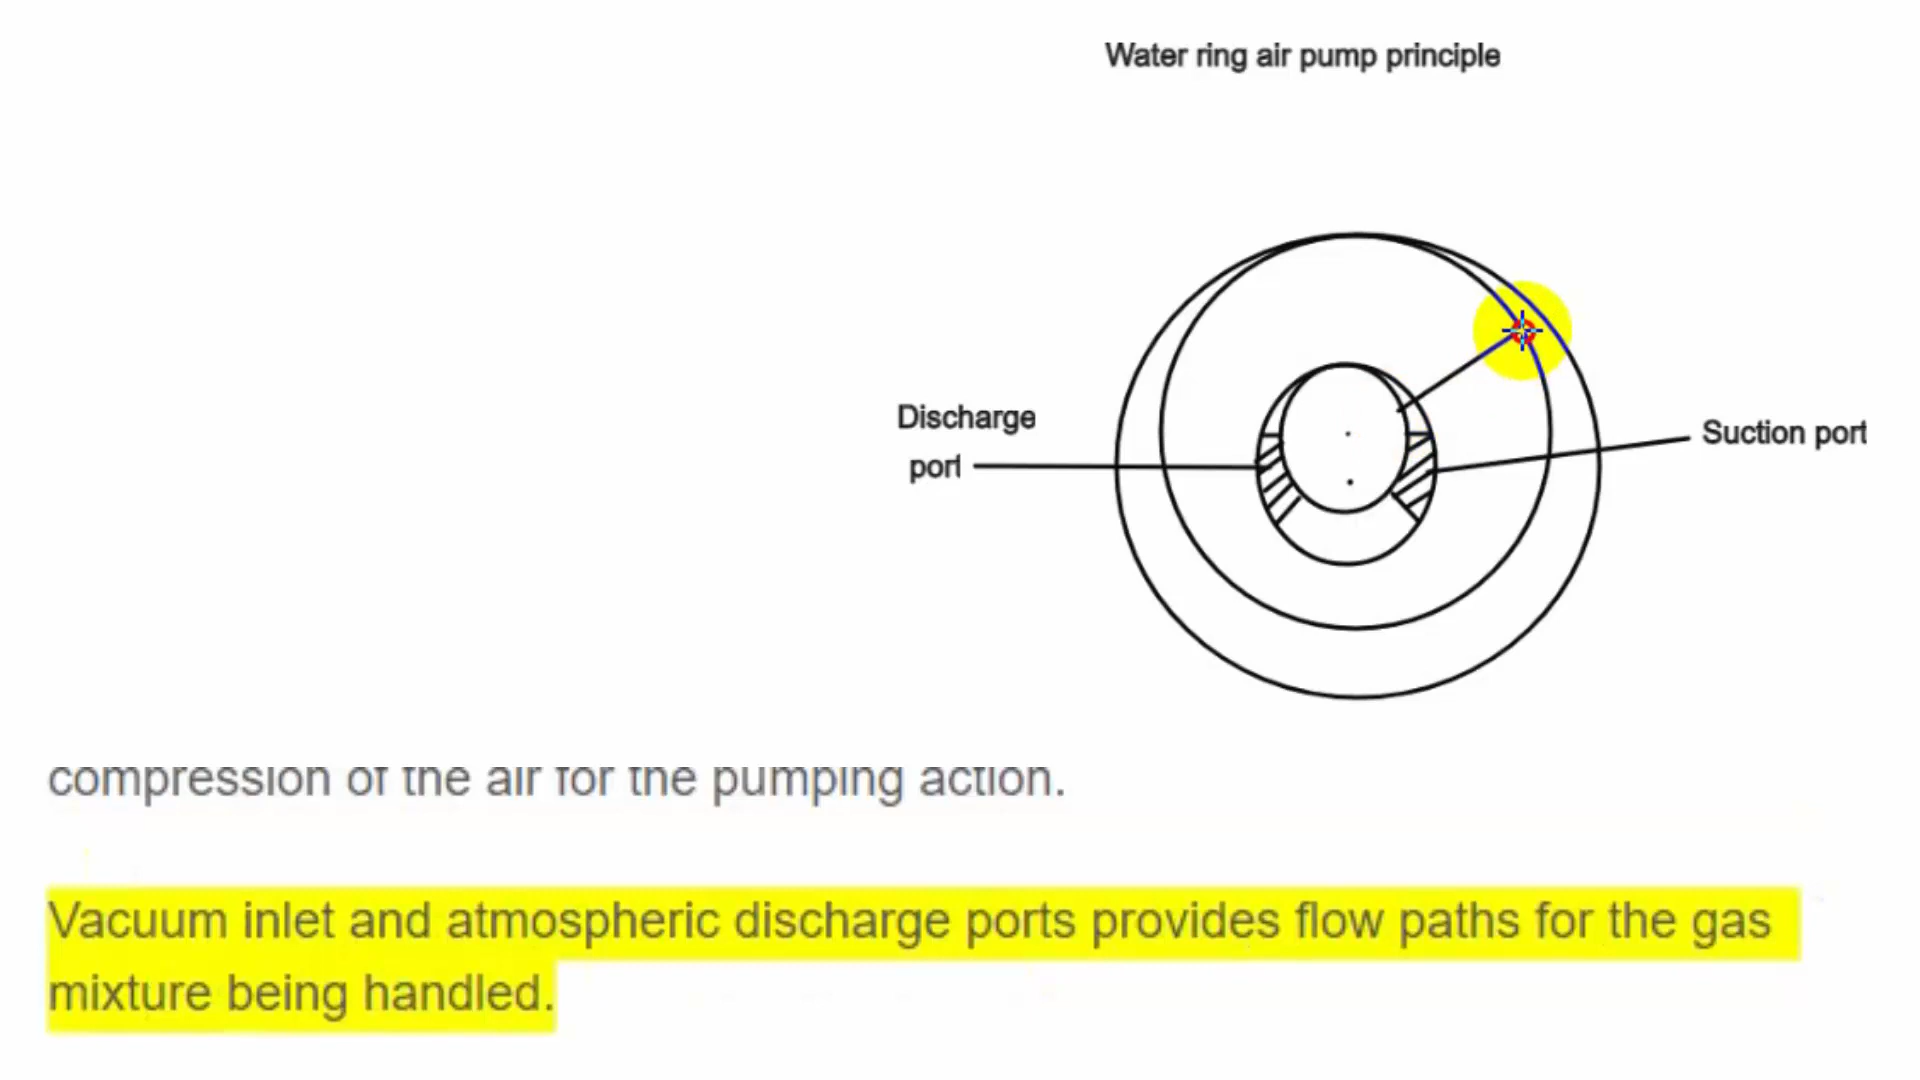 Water ring air pump principle
Discharge
port
Suction port
compression of the air for the pumping action.
Vacuum inlet and atmospheric discharge ports provides flow paths for the gas
mixture being handled.